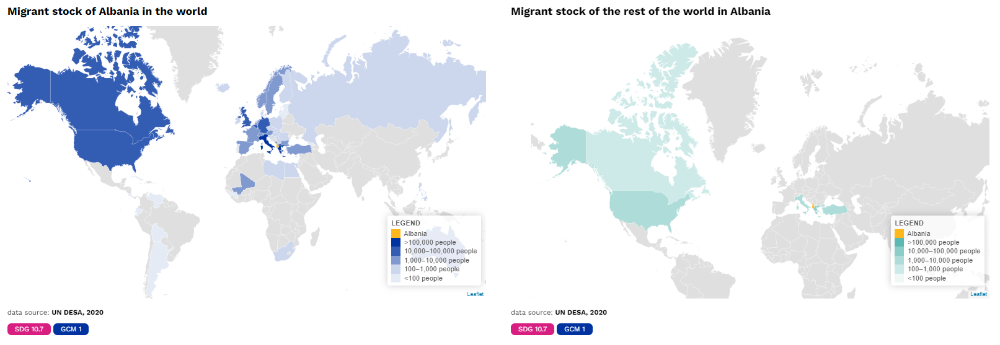 Migrant stock of Albania in the world
LEGEND
Albania
>100,000 people
10,000–100,000 people
1,000–10,000 people
100–1,000 people
<100 people
Leaflet
data source: UN DESA, 2020
SDG 10.7
GCM 1
Migrant stock of the rest of the world in Albania
LEGEND
Albania
>100,000 people
10,000–100,000 people
1,000–10,000 people
100–1,000 people
<100 people
Leaflet
data source: UN DESA, 2020
SDG 10.7
GCM 1